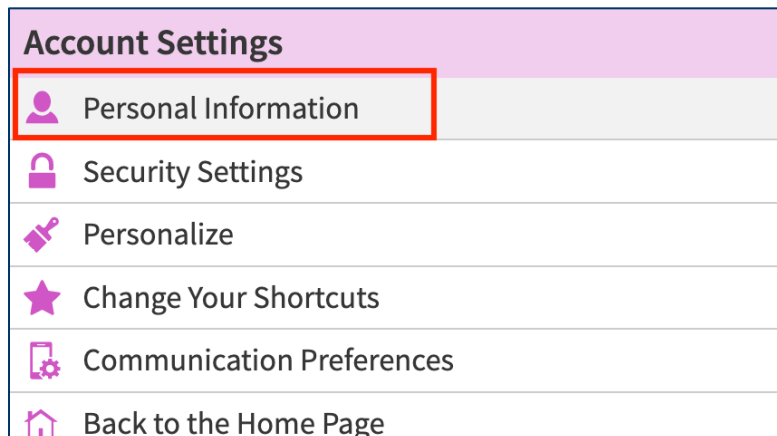 Account Settings
Personal Information
Security Settings
Personalize
Change Your Shortcuts
Communication Preferences
Back to the Home Page